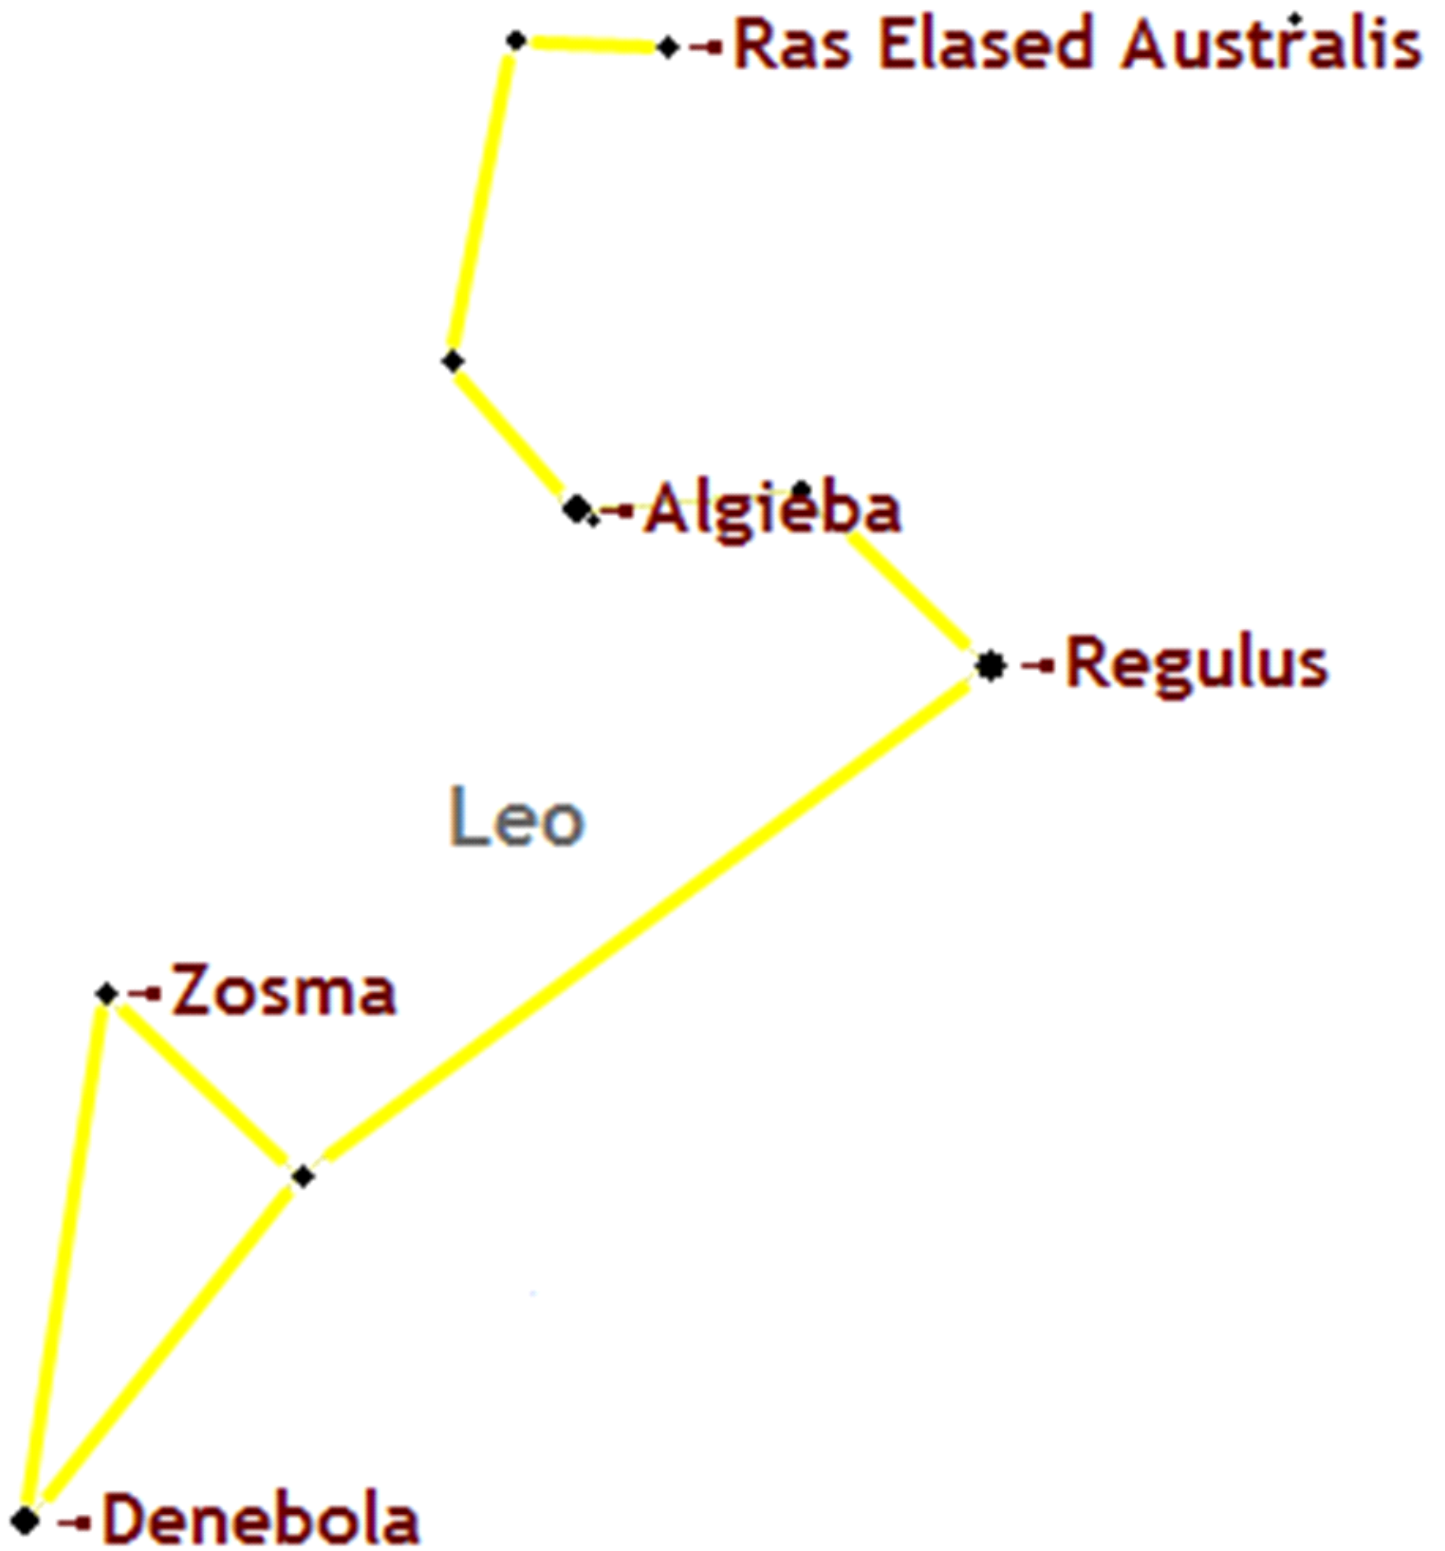 Ras Elased Australis
Algieba
Regulus
Leo
Zosma
Denebola